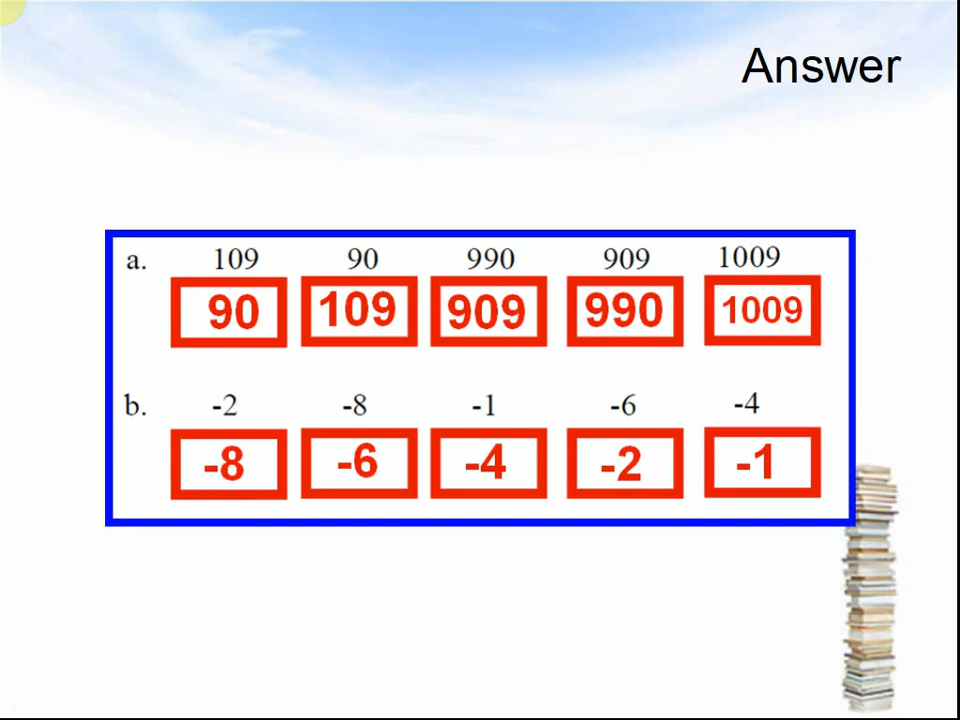 Answer
a. 109 90 990 909 1009
90 109 909 990 1009
b. -2 -8 -1 -6 -4
-8 -6 -4 -2 -1